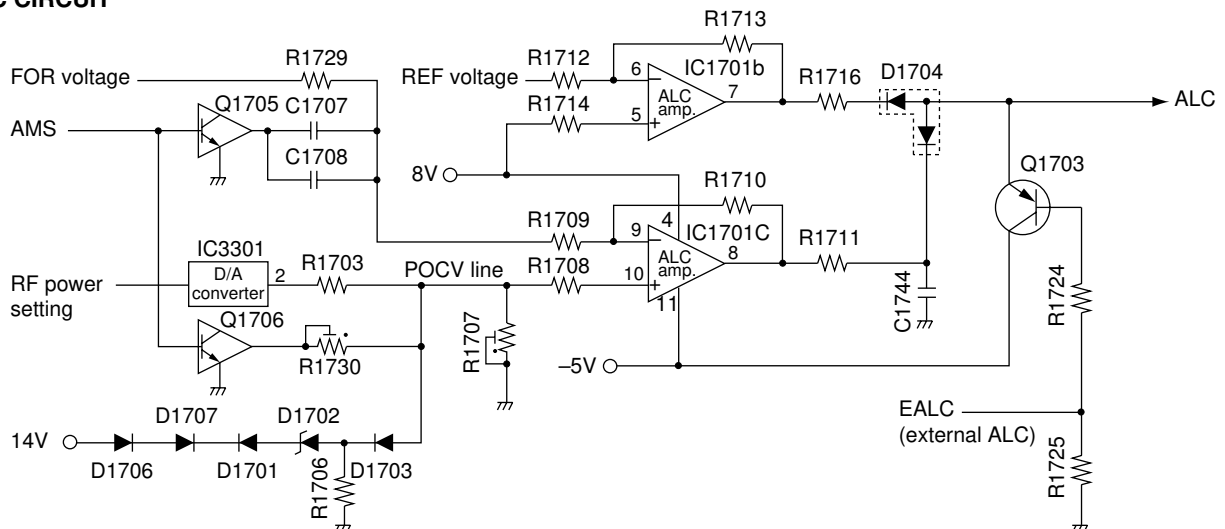 C CIRCUIT
FOR voltage
R1729
Q1705
C1707
AMS
C1708
REF voltage
R1712
R1713
6
IC1701b
ALC
amp.
7
R1714
5
R1716
D1704
ALC
8V
Q1703
R1710
R1709
4
9
IC1701C
ALC
amp.
8
R1711
R1708
10
11
C1744
R1724
IC3301
RF power
setting
D/A
converter
2
R1703
POCV line
Q1706
R1730
R1707
–5V
EALC
(external ALC)
R1725
14V
D1707
D1702
D1706
D1701
R1706
D1703